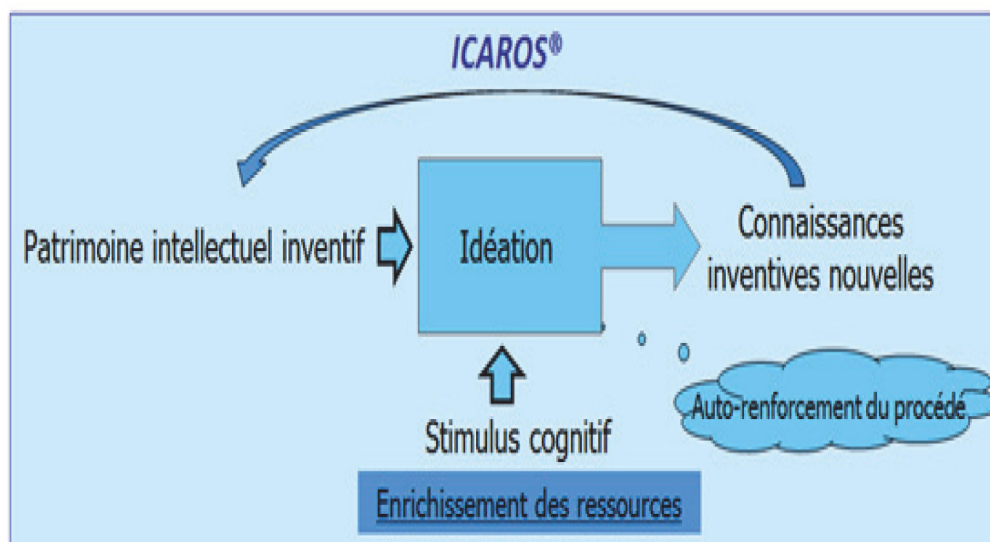 ICAROS®
Patrimoine intellectuel inventif
Idéation
Connaissances
inventives nouvelles
Auto-renforcement du procédé
Stimulus cognitif
Enrichissement des ressources